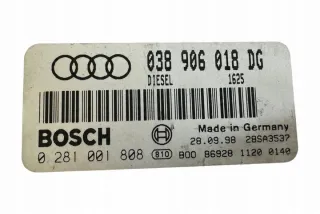 038 906 018 DG
DIESEL 1625
BOSCH
Made in Germany
28.09.98 28SA3537
0 281 001 808 810 B00 B6928 1120 0140